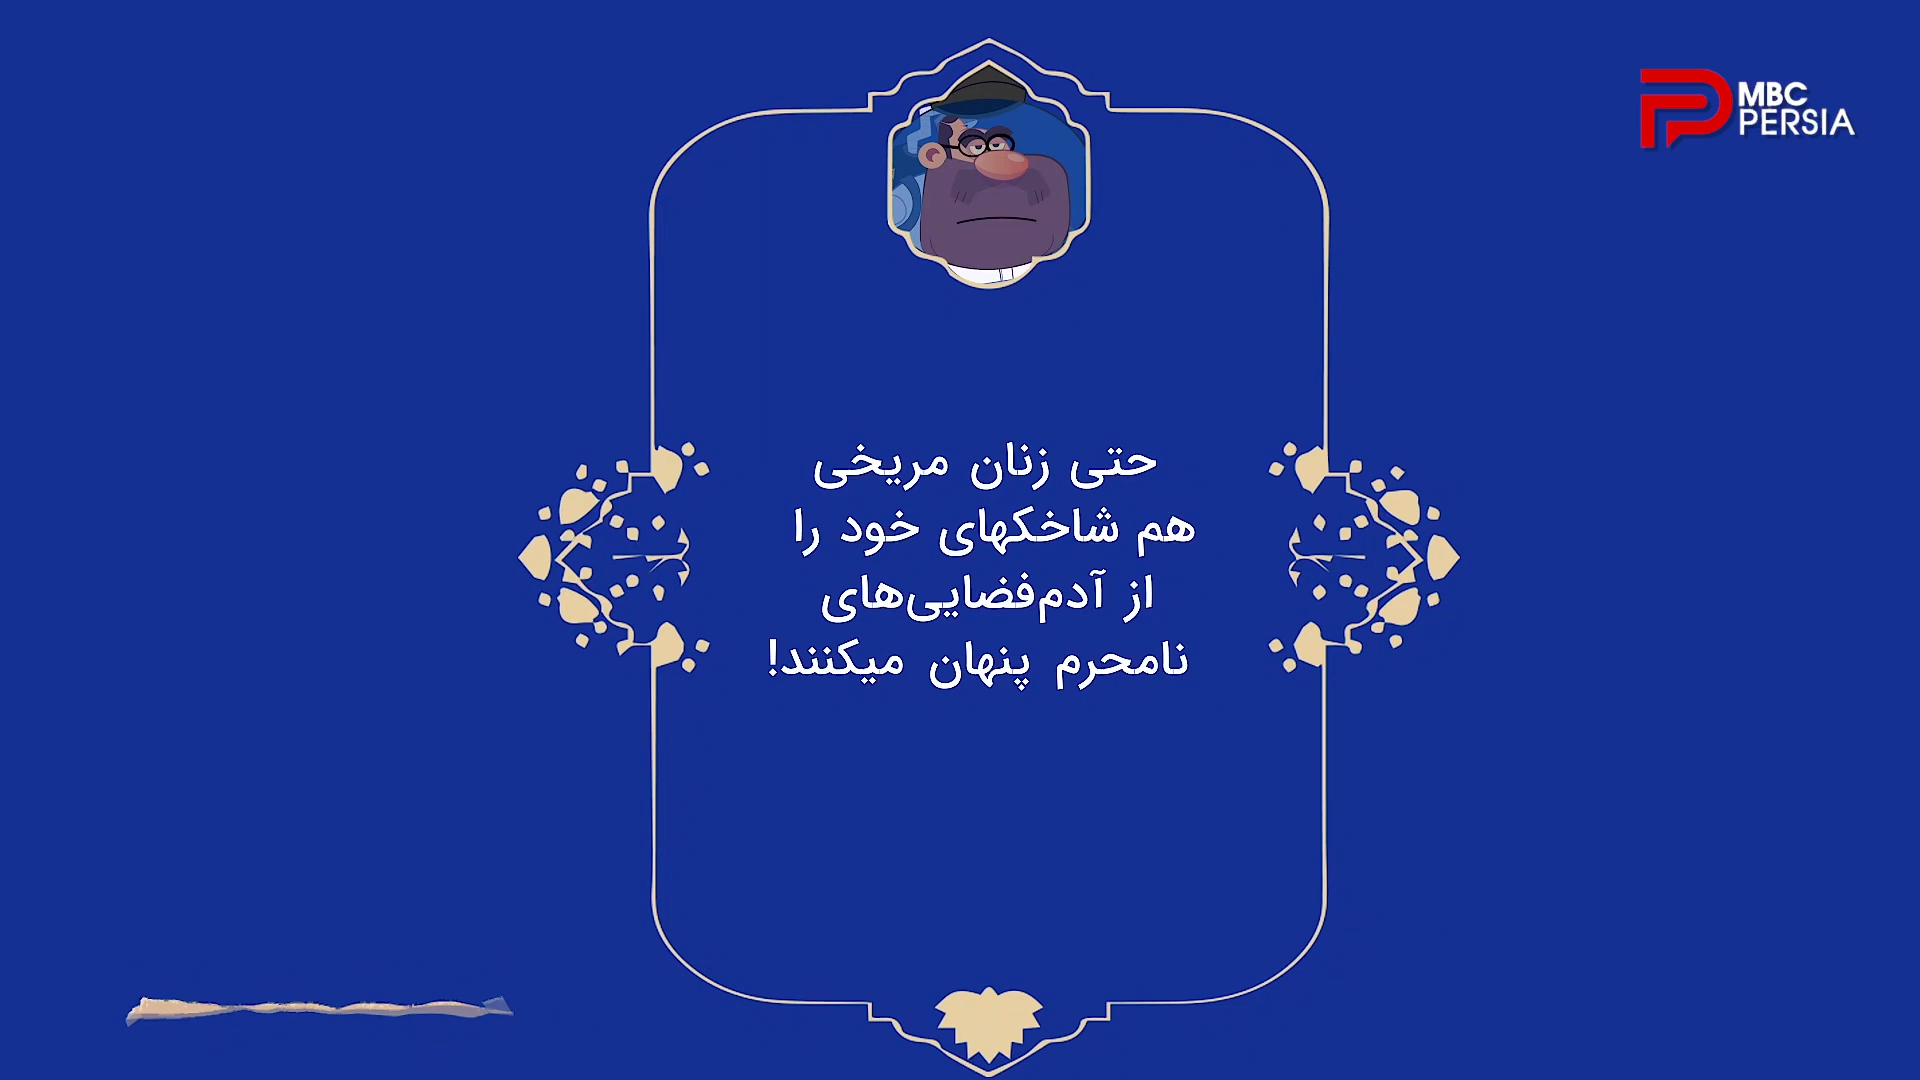 MBC
PERSIA
حتی زنان مریخی
هم شاخکهای خود را
از آدم‌فضایی‌های
نامحرم پنهان میکنند!